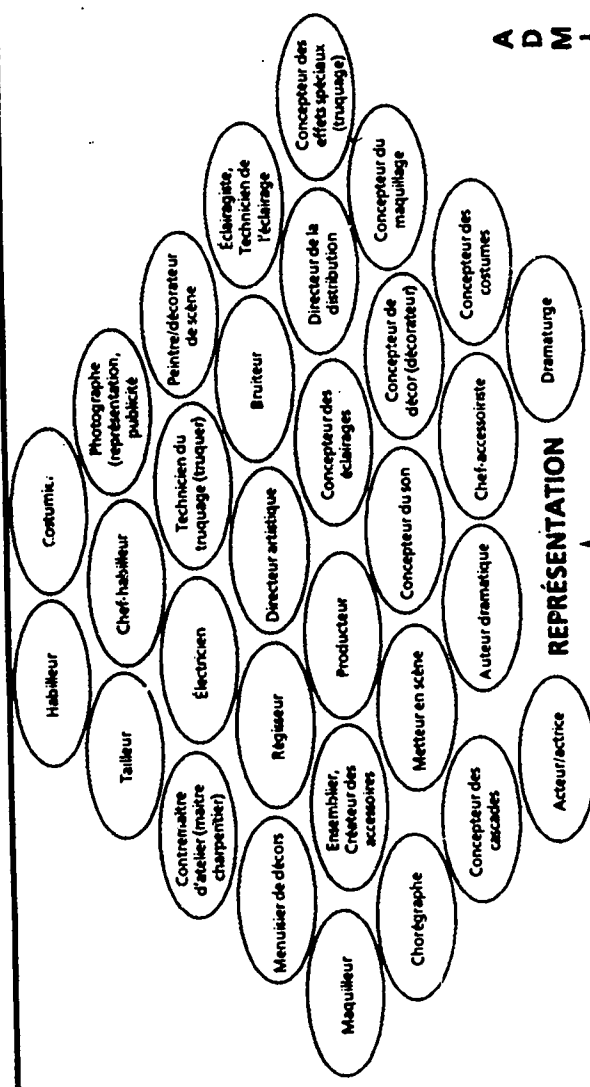 Habilleur
Tailleur
Chef-habilleur
Photographe
(représentation,
publicité
Contremaître
d'atelier (maitre
charpentier)
Électricien
Technicien du
truquage (truquer)
Peintre/décorateur
de scène
Menuisier de décors
Régisseur
Directeur artistique
Bruiteur
Éclairagiste,
Technicien de
l'éclairage
Maquilleur
Ensemblier,
Créateur des
accessoires
Producteur
Concepteur des
éclairages
Directeur de la
distribution
Concepteur des
effets spéciaux
(truquage)
Chorégraphe
Metteur en scène
Concepteur du son
Concepteur de
décor (décorateur)
Concepteur du
maquillage
Concepteur des
cascades
Auteur dramatique
Chef-accessoiriste
Concepteur des
costumes
Acteur/actrice
REPRÉSENTATION
Dramaturge
A
D
M